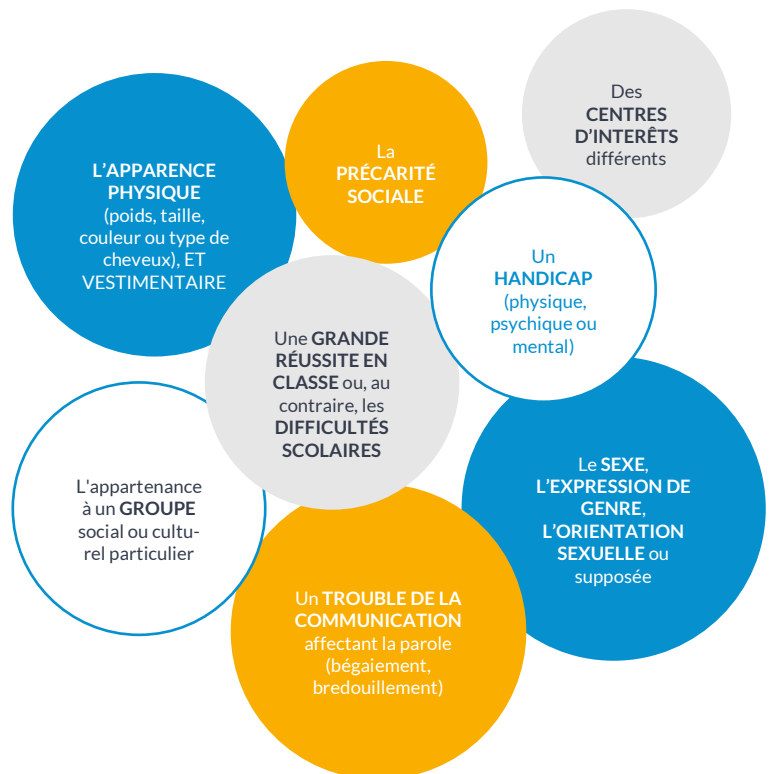 L'APPARENCE
PHYSIQUE
(poids, taille,
couleur ou type de
cheveux), ET
VESTIMENTAIRE
La
PRÉCARITÉ
SOCIALE
Des
CENTRES
D'INTERÊTS
différents
Un
HANDICAP
(physique,
psychique ou
mental)
Une GRANDE
RÉUSSITE EN
CLASSE ou, au
contraire, les
DIFFICULTÉS
SCOLAIRES
L'appartenance
à un GROUPE
social ou cultu-
rel particulier
Le SEXE,
L'EXPRESSION DE
GENRE,
L'ORIENTATION
SEXUELLE ou
supposée
Un TROUBLE DE LA
COMMUNICATION
affectant la parole
(bégaiement,
bredouillement)